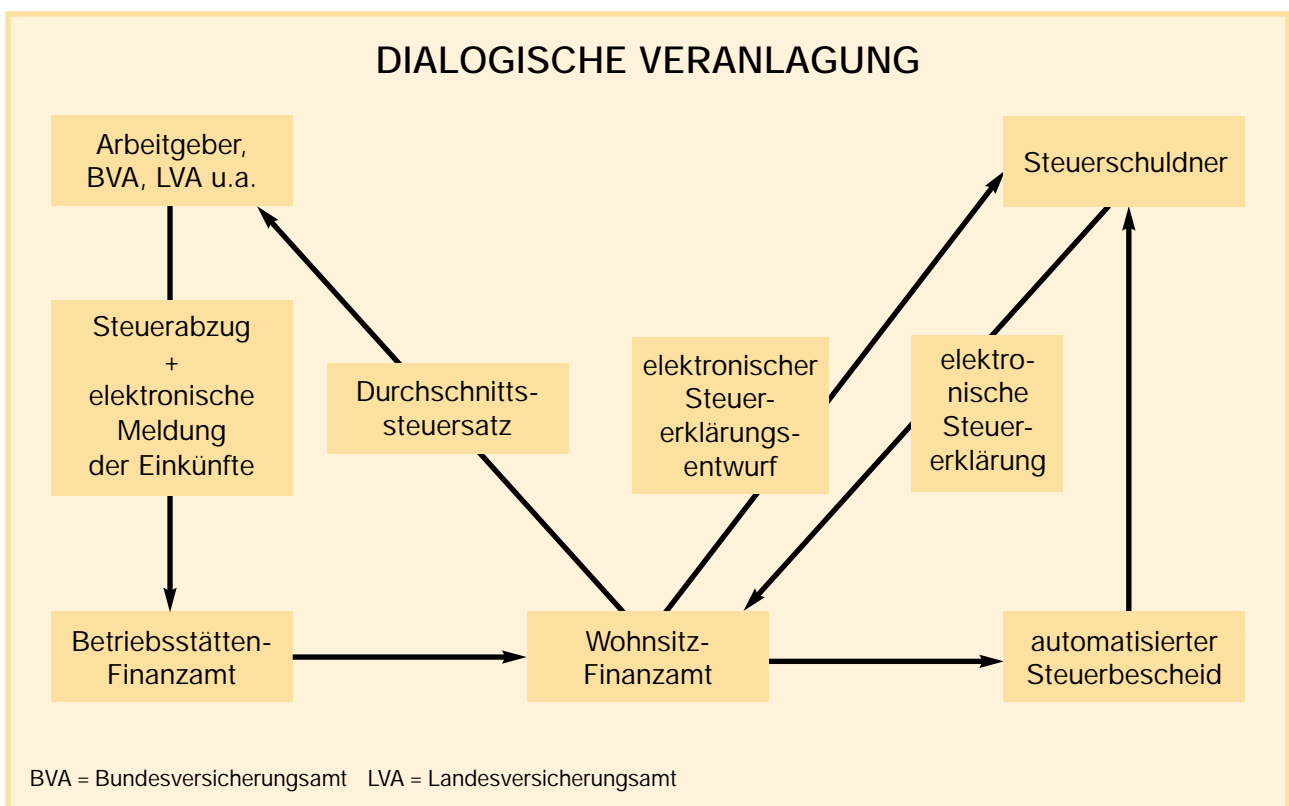 DIALOGISCHE VERANLAGUNG
Arbeitgeber,
BVA, LVA u.a.
Steuerschuldner
Steuerabzug
+
elektronische
Meldung
der Einkünfte
Durchschnitts-
steuersatz
elektronischer
Steuer-
erklärungs-
entwurf
elektro-
nische
Steuer-
erklärung
Betriebsstätten-
Finanzamt
Wohnsitz-
Finanzamt
automatisierter
Steuerbescheid
BVA = Bundesversicherungsamt LVA = Landesversicherungsamt